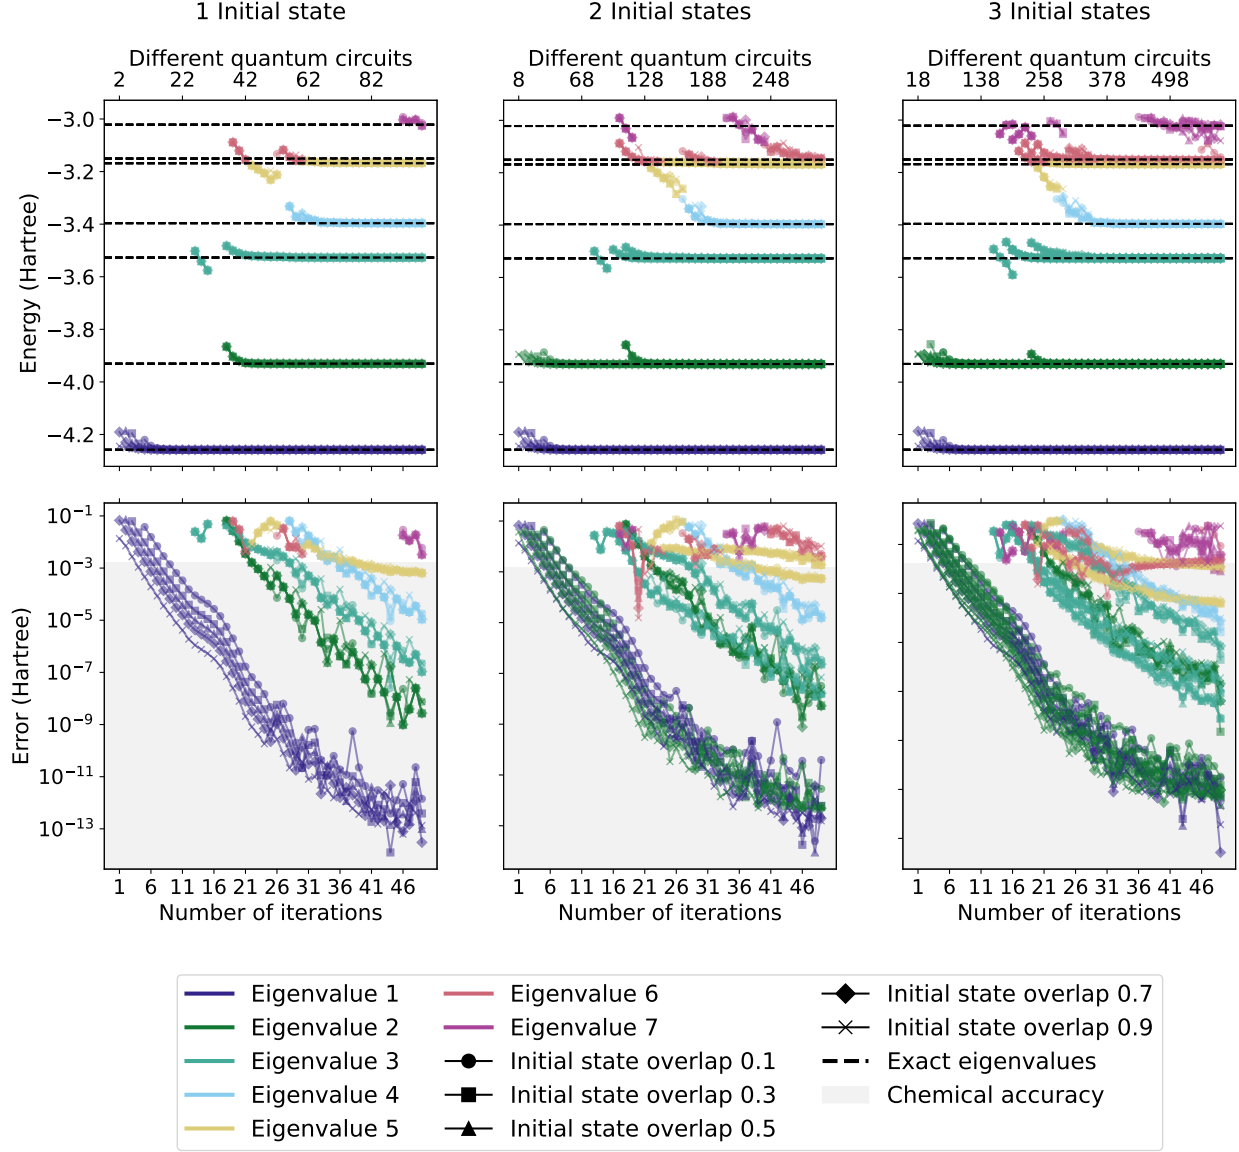 1 Initial state 2 Initial states 3 Initial states
Different quantum circuits Different quantum circuits Different quantum circuits
2 22 42 62 82 8 68 128 188 248 18 138 258 378 498
Energy (Hartree)
−3.0
−3.2
−3.4
−3.6
−3.8
−4.0
−4.2
Error (Hartree)
10⁻¹
10⁻³
10⁻⁵
10⁻⁷
10⁻⁹
10⁻¹¹
10⁻¹³
1 6 11 16 21 26 31 36 41 46 1 6 11 16 21 26 31 36 41 46 1 6 11 16 21 26 31 36 41 46
Number of iterations Number of iterations Number of iterations
Eigenvalue 1
Eigenvalue 2
Eigenvalue 3
Eigenvalue 4
Eigenvalue 5
Eigenvalue 6
Eigenvalue 7
Initial state overlap 0.1
Initial state overlap 0.3
Initial state overlap 0.5
Initial state overlap 0.7
Initial state overlap 0.9
Exact eigenvalues
Chemical accuracy